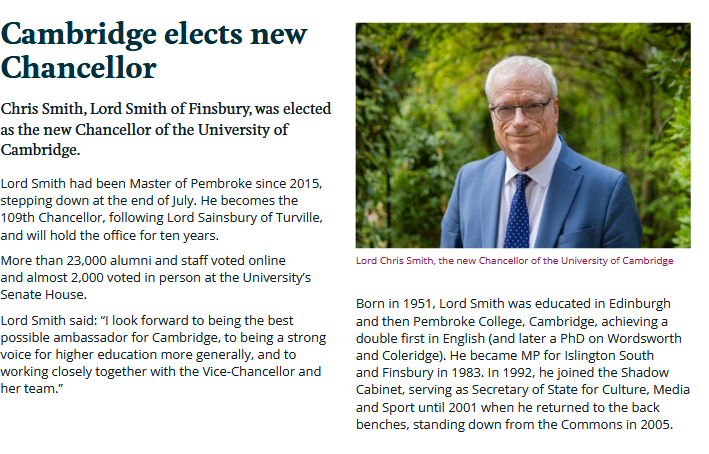 Cambridge elects new
Chancellor
Chris Smith, Lord Smith of Finsbury, was elected
as the new Chancellor of the University of
Cambridge.
Lord Smith had been Master of Pembroke since 2015,
stepping down at the end of July. He becomes the
109th Chancellor, following Lord Sainsbury of Turville,
and will hold the office for ten years.
More than 23,000 alumni and staff voted online
and almost 2,000 voted in person at the University’s
Senate House.
Lord Smith said: “I look forward to being the best
possible ambassador for Cambridge, to being a strong
voice for higher education more generally, and to
working closely together with the Vice-Chancellor and
her team.”
Lord Chris Smith, the new Chancellor of the University of Cambridge
Born in 1951, Lord Smith was educated in Edinburgh
and then Pembroke College, Cambridge, achieving a
double first in English (and later a PhD on Wordsworth
and Coleridge). He became MP for Islington South
and Finsbury in 1983. In 1992, he joined the Shadow
Cabinet, serving as Secretary of State for Culture, Media
and Sport until 2001 when he returned to the back
benches, standing down from the Commons in 2005.